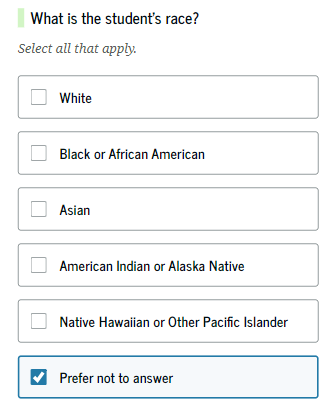 What is the student's race?
Select all that apply.
White
Black or African American
Asian
American Indian or Alaska Native
Native Hawaiian or Other Pacific Islander
Prefer not to answer